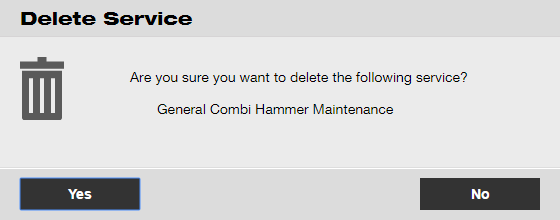 Delete Service
Are you sure you want to delete the following service?
General Combi Hammer Maintenance
Yes
No